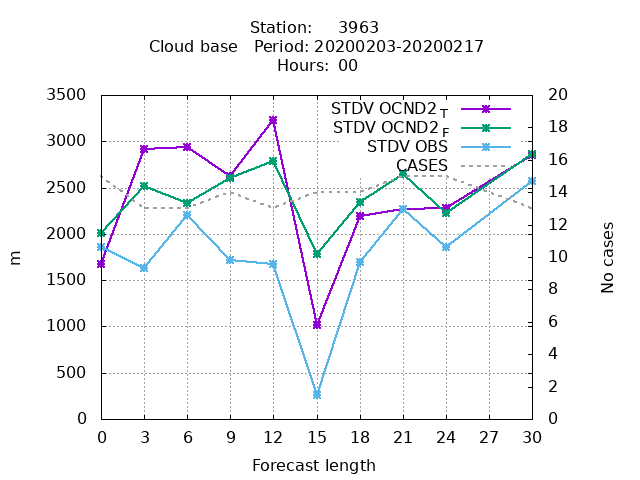 Station: 3963
Cloud base Period: 20200203-20200217
Hours: 00
3500
3000
2500
2000
1500
1000
500
0
m
STDV OCND2_T
STDV OCND2_F
STDV OBS
CASES
20
18
16
14
12
10
8
6
4
2
0
No cases
0 3 6 9 12 15 18 21 24 27 30
Forecast length